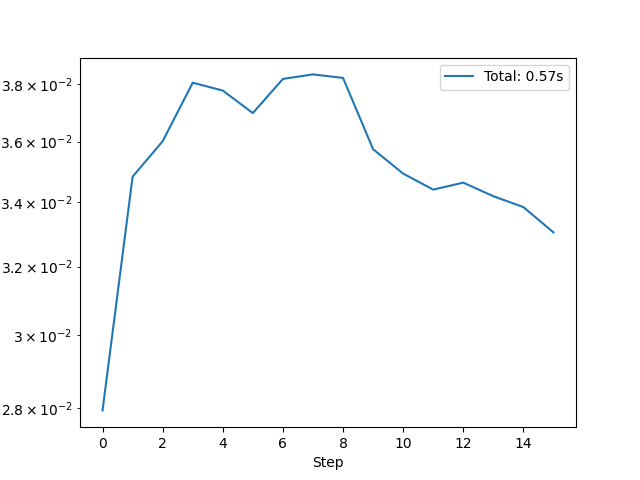 Total: 0.57s
3.8 × 10⁻²
3.6 × 10⁻²
3.4 × 10⁻²
3.2 × 10⁻²
3 × 10⁻²
2.8 × 10⁻²
0 2 4 6 8 10 12 14
Step